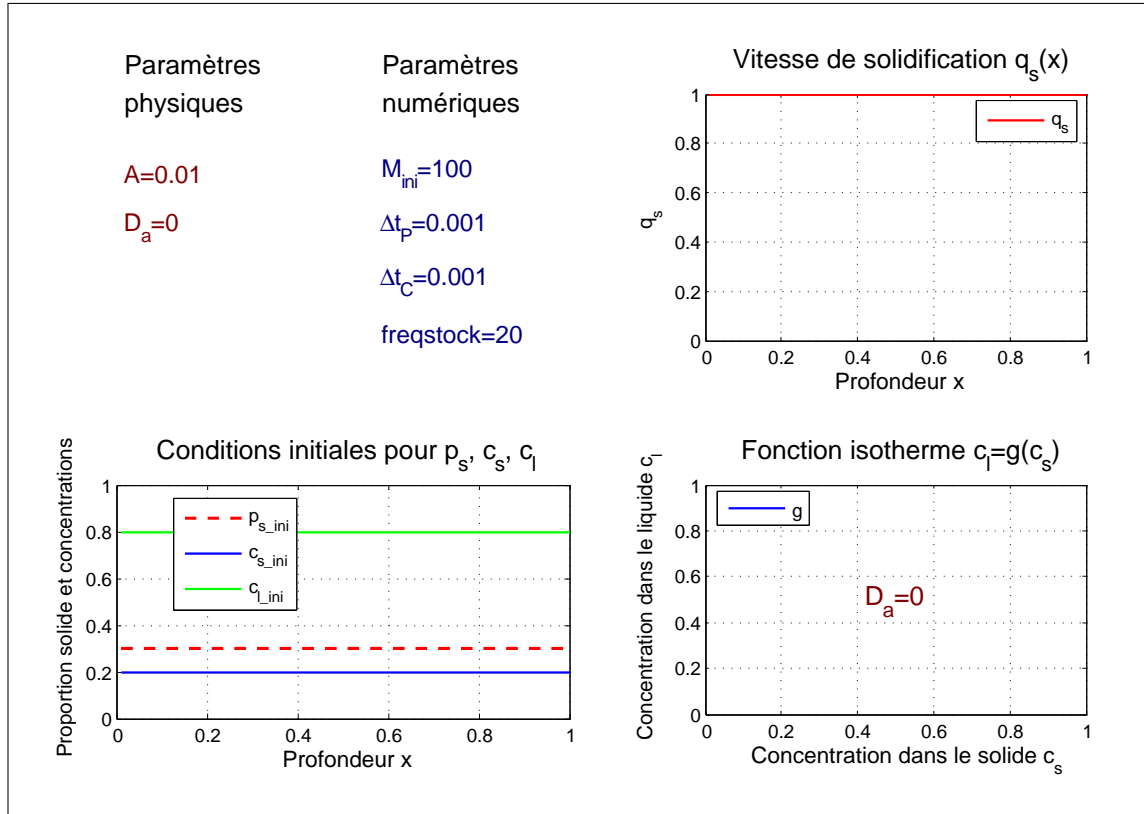 Paramètres
physiques
A=0.01
D_a=0
Paramètres
numériques
M_ini=100
Δt_P=0.001
Δt_C=0.001
freqstock=20
Vitesse de solidification q_s(x)
q_s
1
0.8
0.6
0.4
0.2
0
q_s
0 0.2 0.4 0.6 0.8 1
Profondeur x
Conditions initiales pour p_s, c_s, c_l
Proportion solide et concentrations
1
0.8
0.6
0.4
0.2
0
p_s_ini
c_s_ini
c_l_ini
0 0.2 0.4 0.6 0.8 1
Profondeur x
Fonction isotherme c_l=g(c_s)
Concentration dans le liquide c_l
1
0.8
0.6
0.4
0.2
0
g
D_a=0
0 0.2 0.4 0.6 0.8 1
Concentration dans le solide c_s